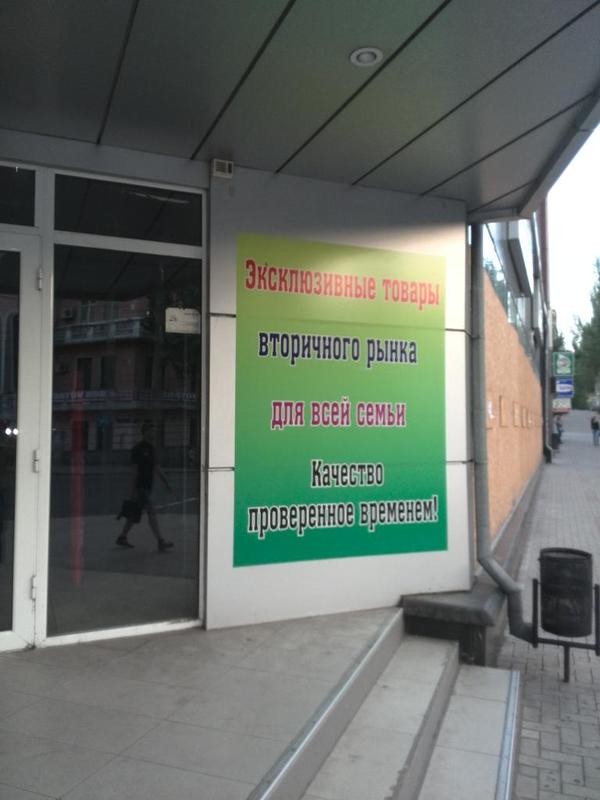 Эксклюзивные товары
вторичного рынка
для всей семьи
Качество
проверенное временем!